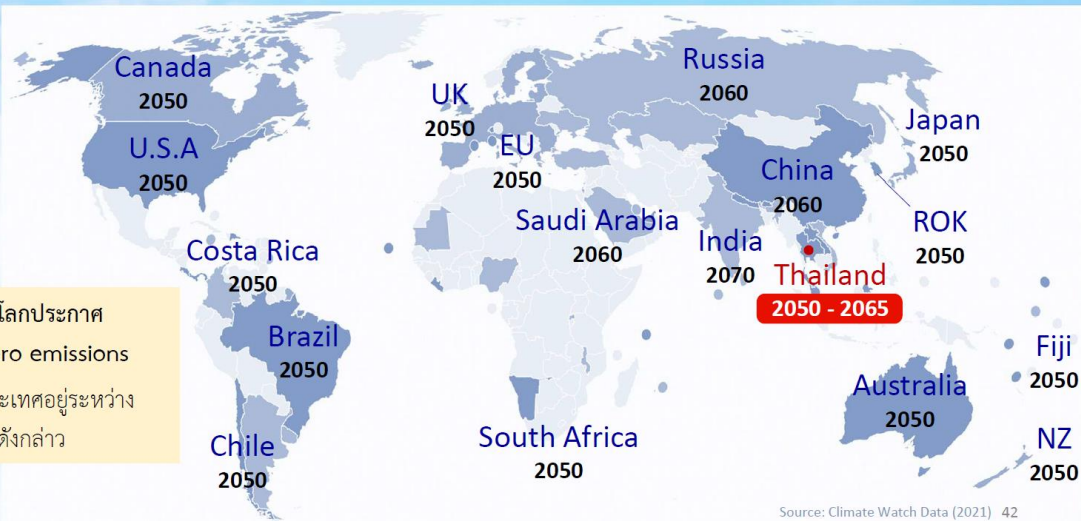 Canada
2050
U.S.A
2050
UK
2050
EU
2050
Russia
2060
Japan
2050
China
2060
ROK
2050
Saudi Arabia
2060
India
2070
Thailand
2050 - 2065
Costa Rica
2050
Brazil
2050
Chile
2050
South Africa
2050
Australia
2050
Fiji
2050
NZ
2050
โลกประกาศ
ro emissions
ะเทศอยู่ระหว่าง
ดังกล่าว
Source: Climate Watch Data (2021) 42